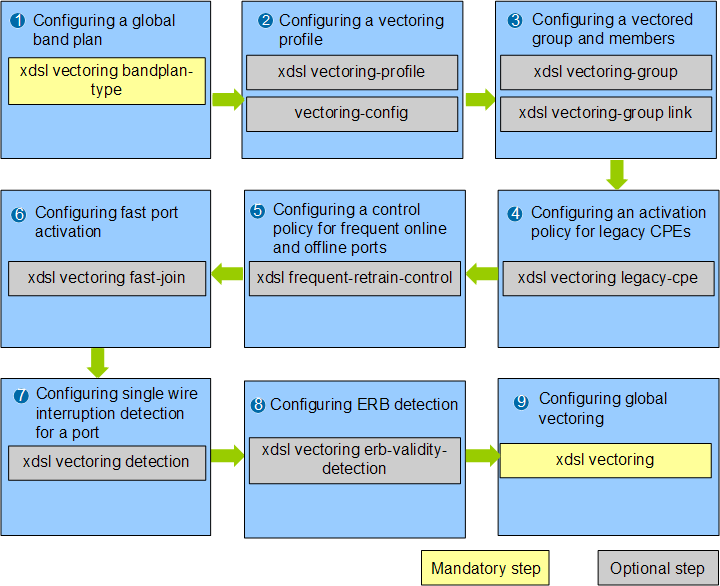 1 Configuring a global
band plan
xdsl vectoring bandplan-
type
2 Configuring a vectoring
profile
xdsl vectoring-profile
vectoring-config
3 Configuring a vectored
group and members
xdsl vectoring-group
xdsl vectoring-group link
4 Configuring an activation
policy for legacy CPEs
xdsl vectoring legacy-cpe
5 Configuring a control
policy for frequent online
and offline ports
xdsl frequent-retrain-control
6 Configuring fast port
activation
xdsl vectoring fast-join
7 Configuring single wire
interruption detection
for a port
xdsl vectoring detection
8 Configuring ERB detection
xdsl vectoring erb-validity-
detection
9 Configuring global
vectoring
xdsl vectoring
Mandatory step
Optional step